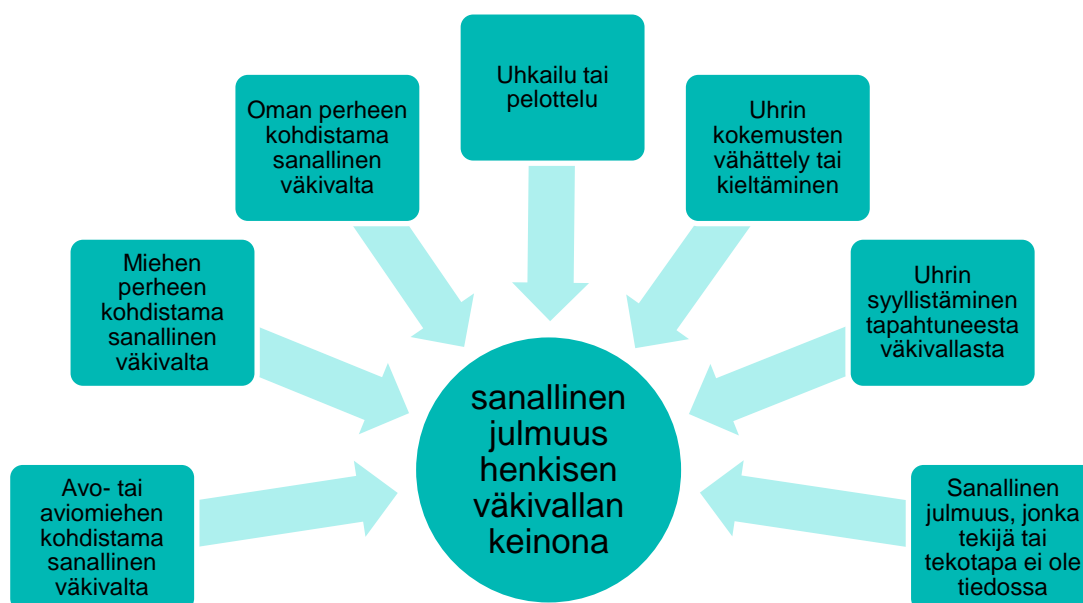 Avo- tai
aviomiehen
kohdistama
sanallinen
väkivalta
Miehen
perheen
kohdistama
sanallinen
väkivalta
Oman perheen
kohdistama
sanallinen
väkivalta
Uhkailu tai
pelottelu
Uhrin
kokemusten
vähättely tai
kieltäminen
Uhrin
syyllistäminen
tapahtuneesta
väkivallasta
Sanallinen
julmuus, jonka
tekijä tai
tekotapa ei ole
tiedossa
sanallinen
julmuus
henkisen
väkivallan
keinona